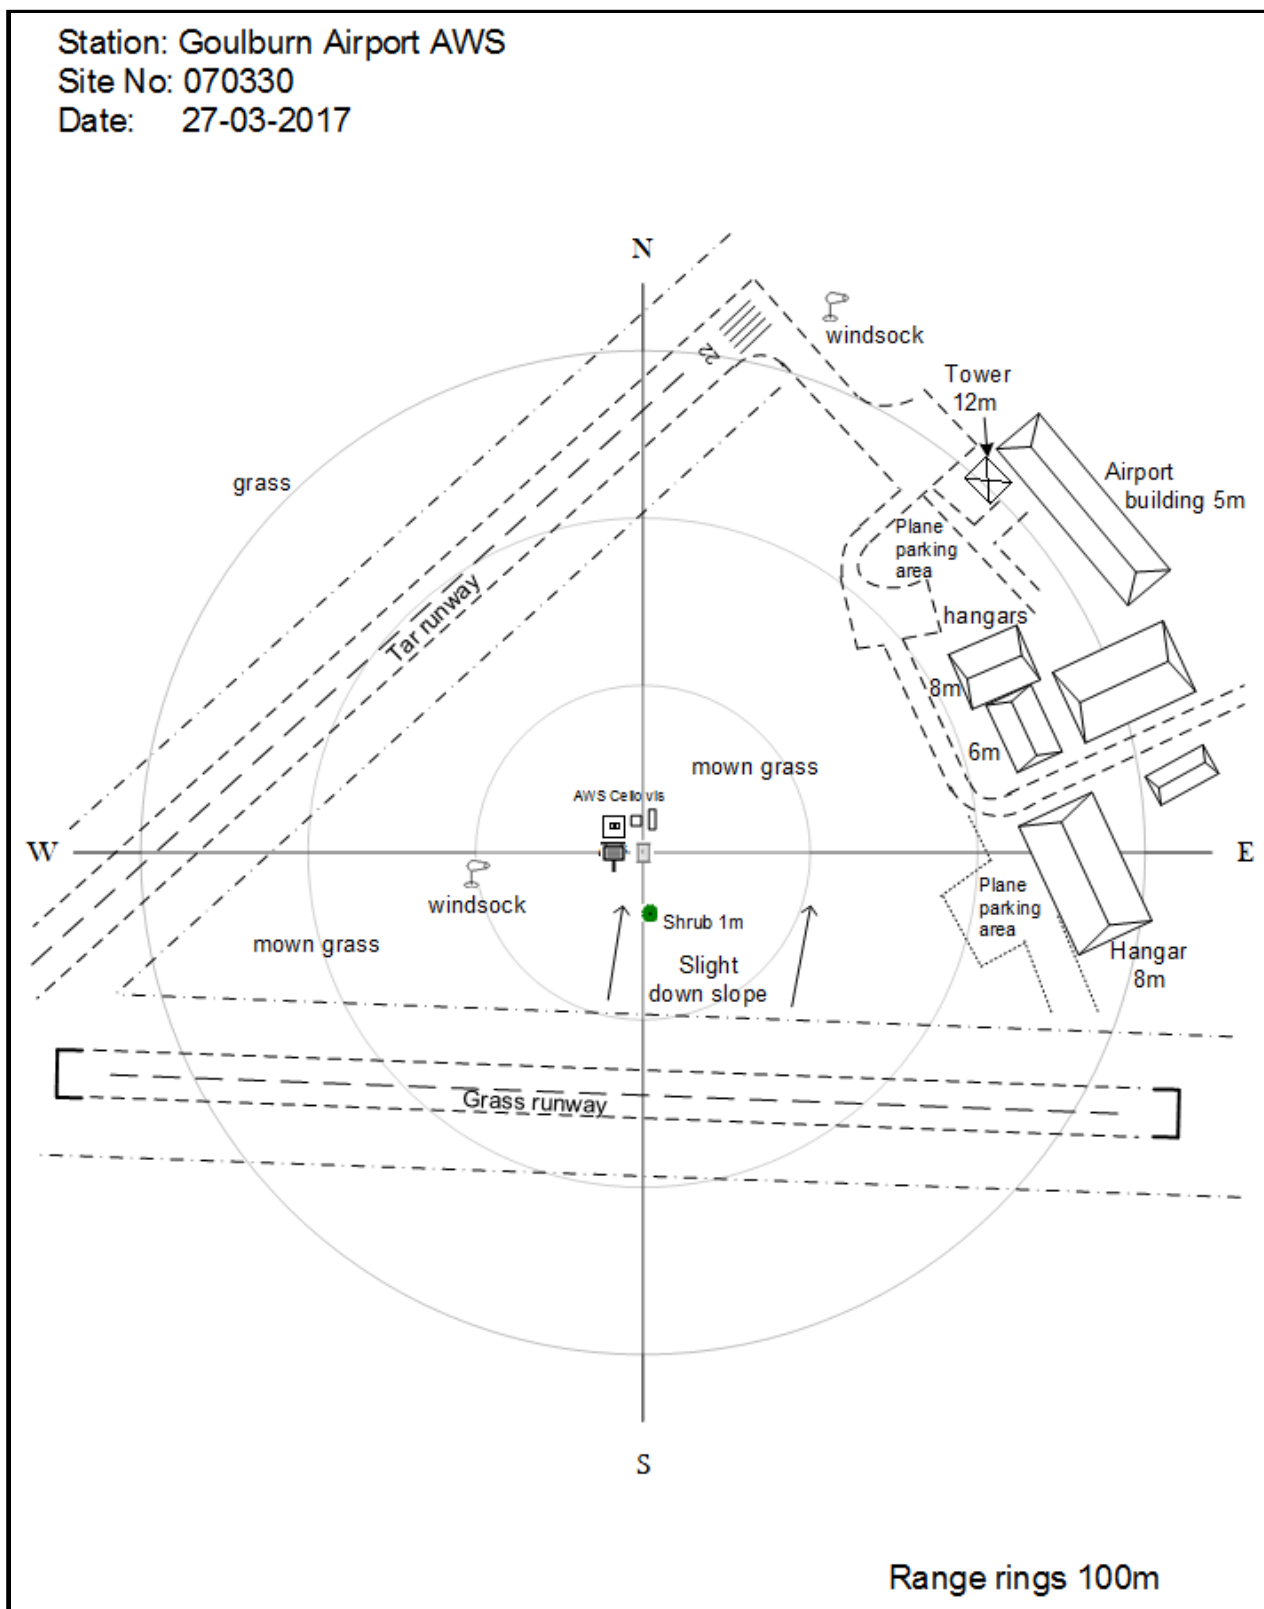 Station: Goulburn Airport AWS
Site No: 070330
Date: 27-03-2017
N
windsock
Tower
12m
22
Airport
building 5m
grass
Plane
parking
area
Tar runway
hangars
8m
6m
mown grass
AWS Ceilo vis
W
E
windsock
Plane
parking
area
Shrub 1m
mown grass
Slight
down slope
Hangar
8m
Grass runway
S
Range rings 100m